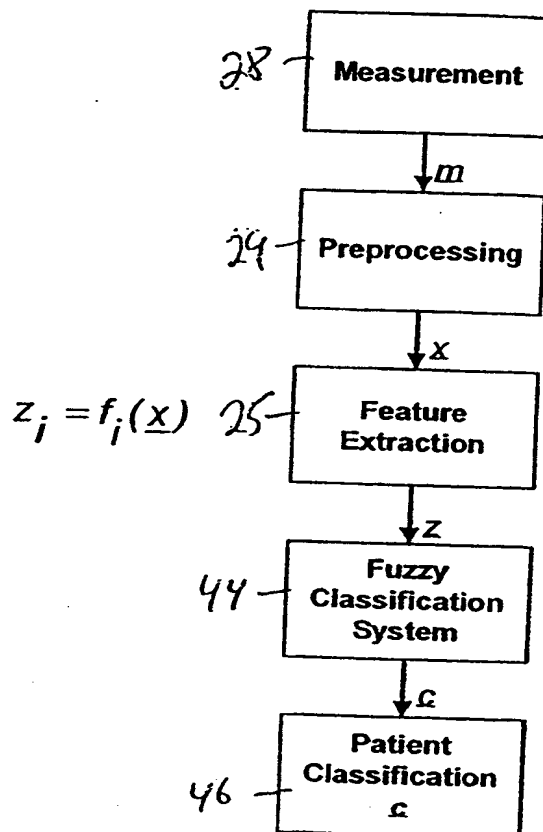 28
Measurement
m
29
Preprocessing
x
z_i = f_i(x)
25
Feature
Extraction
z
44
Fuzzy
Classification
System
c
46
Patient
Classification
c